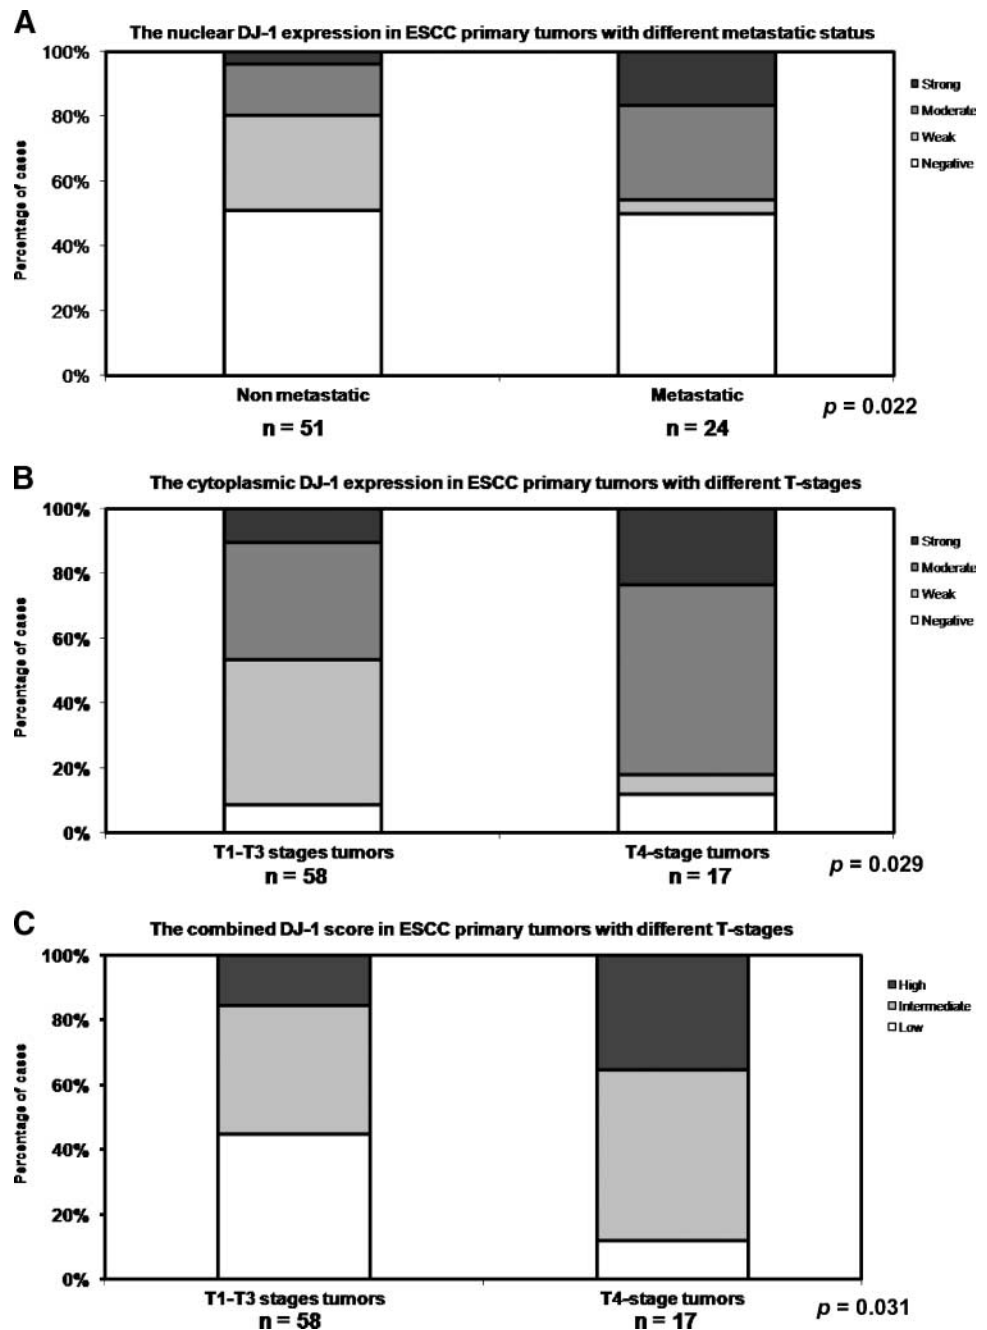 A
The nuclear DJ-1 expression in ESCC primary tumors with different metastatic status
100%
80%
60%
40%
20%
0%
Percentage of cases
Strong
Moderate
Weak
Negative
Non metastatic
Metastatic
n = 51
n = 24
p = 0.022
B
The cytoplasmic DJ-1 expression in ESCC primary tumors with different T-stages
100%
80%
60%
40%
20%
0%
Percentage of cases
Strong
Moderate
Weak
Negative
T1-T3 stages tumors
T4-stage tumors
n = 58
n = 17
p = 0.029
C
The combined DJ-1 score in ESCC primary tumors with different T-stages
100%
80%
60%
40%
20%
0%
Percentage of cases
High
Intermediate
Low
T1-T3 stages tumors
T4-stage tumors
n = 58
n = 17
p = 0.031